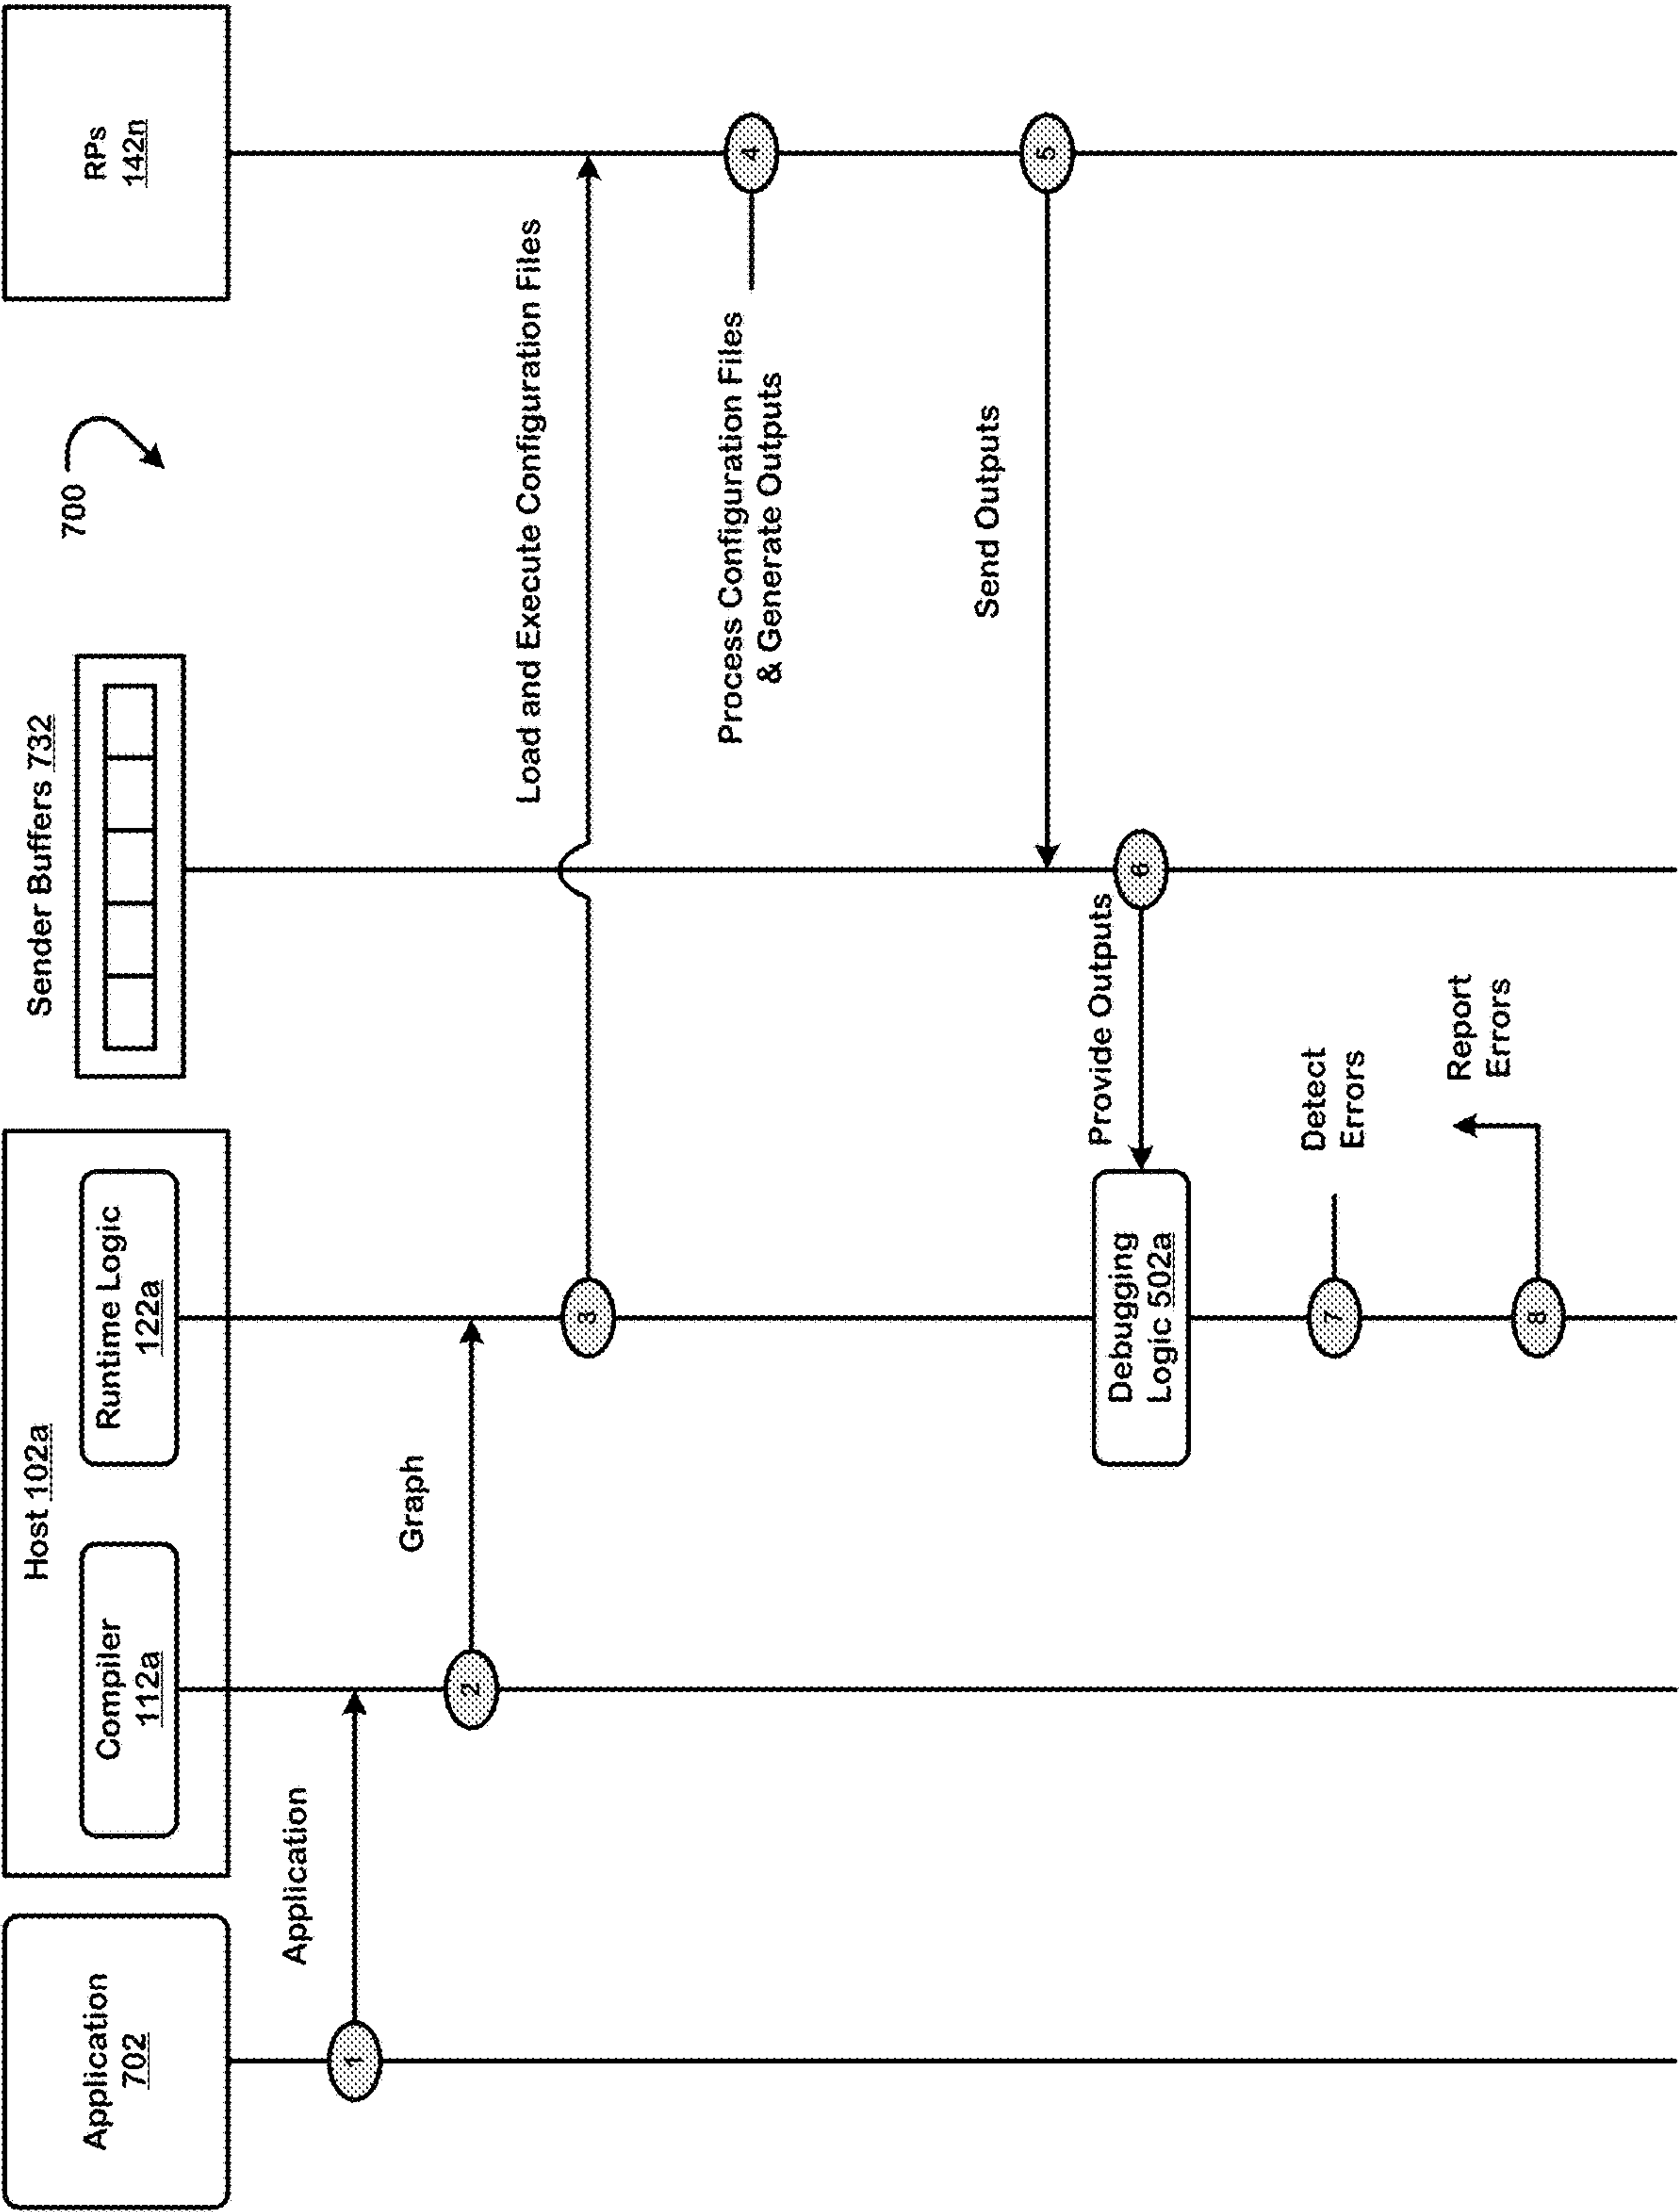 700
Application
702
Host 102a
Compiler
112a
Runtime Logic
122a
Sender Buffers 732
RPs
142n
1
Application
2
Graph
3
Load and Execute Configuration Files
4
Process Configuration Files
& Generate Outputs
5
Send Outputs
6
Provide Outputs
Debugging
Logic 502a
7
Detect
Errors
8
Report
Errors